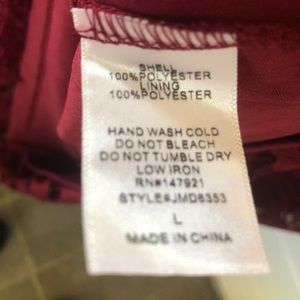 SHELL
100%POLYESTER
LINING
100%POLYESTER
HAND WASH COLD
DO NOT BLEACH
DO NOT TUMBLE DRY
LOW IRON
RN#147921
STYLE#JMD8353
L
MADE IN CHINA